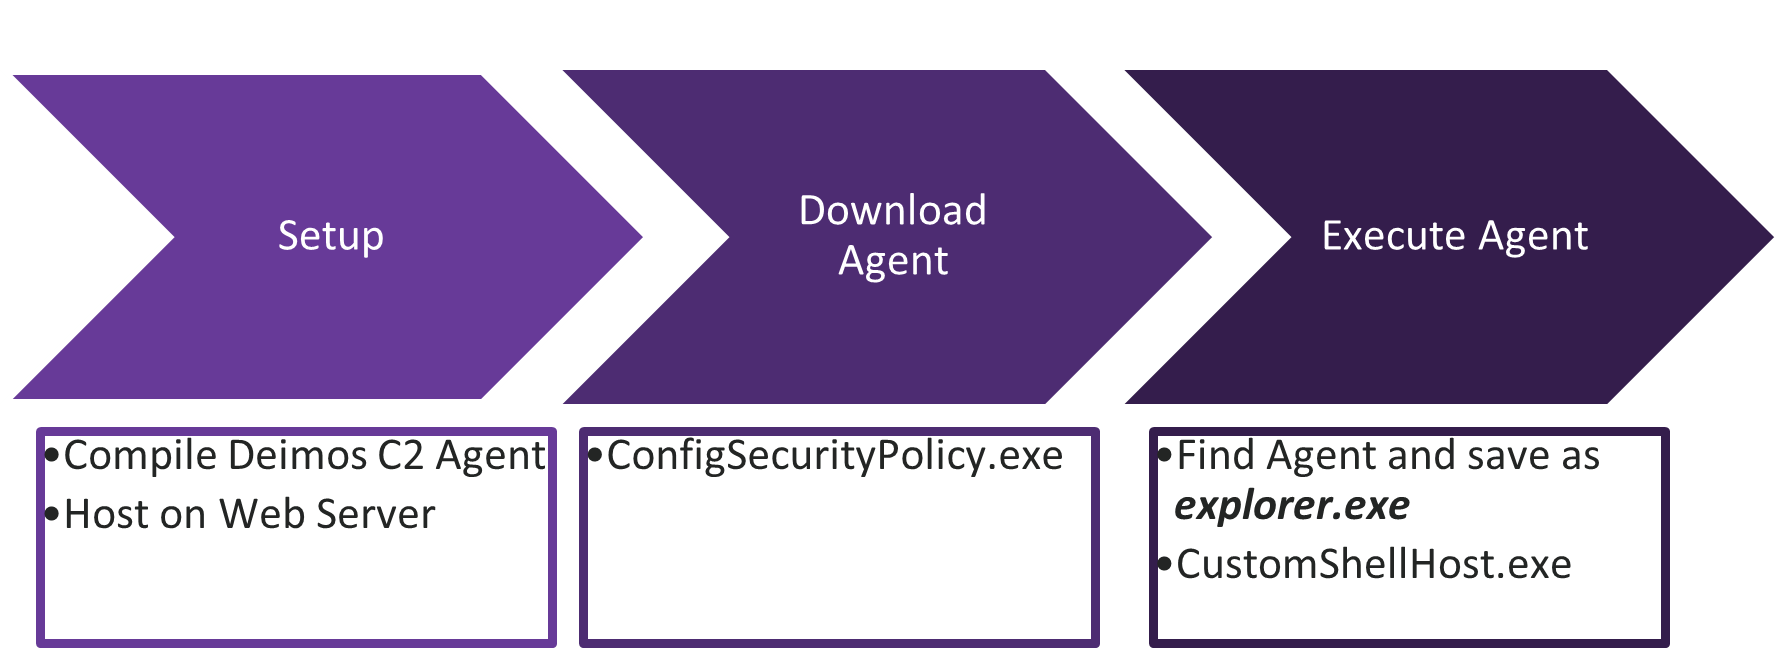 Setup
Download
Agent
Execute Agent
•Compile Deimos C2 Agent
•Host on Web Server
•ConfigSecurityPolicy.exe
•Find Agent and save as
explorer.exe
•CustomShellHost.exe